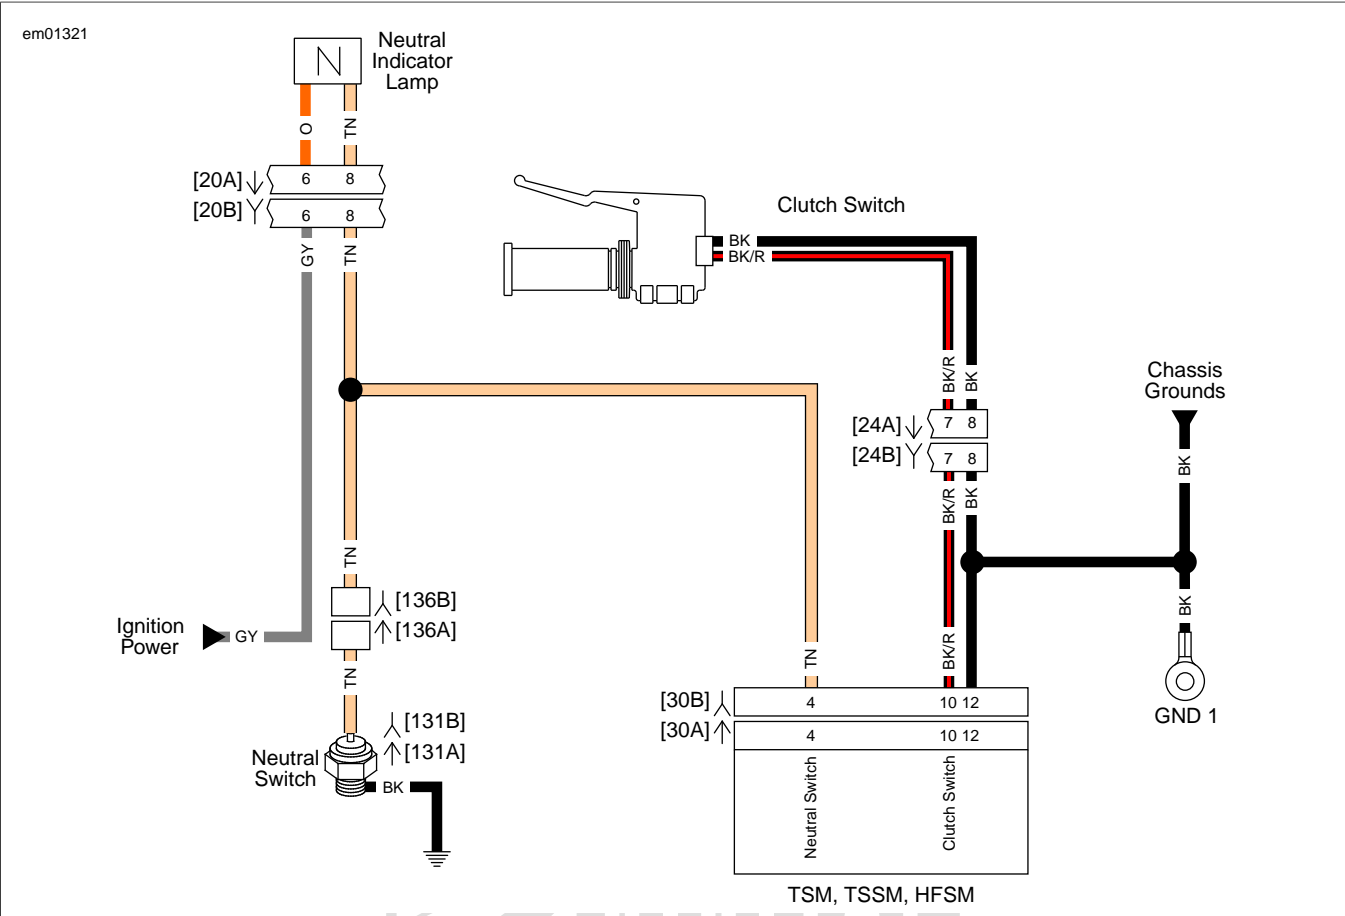 em01321
N
Neutral
Indicator
Lamp
O
TN
[20A]
6 8
[20B]
6 8
GY
TN
Clutch Switch
BK
BK/R
BK/R
BK
[24A]
7 8
[24B]
7 8
BK/R
BK
Chassis
Grounds
BK
BK
GND 1
TN
[136B]
[136A]
Ignition
Power
GY
TN
[131B]
[131A]
Neutral
Switch
BK
TN
BK/R
[30B]
4 10 12
[30A]
4 10 12
Neutral Switch
Clutch Switch
TSM, TSSM, HFSM